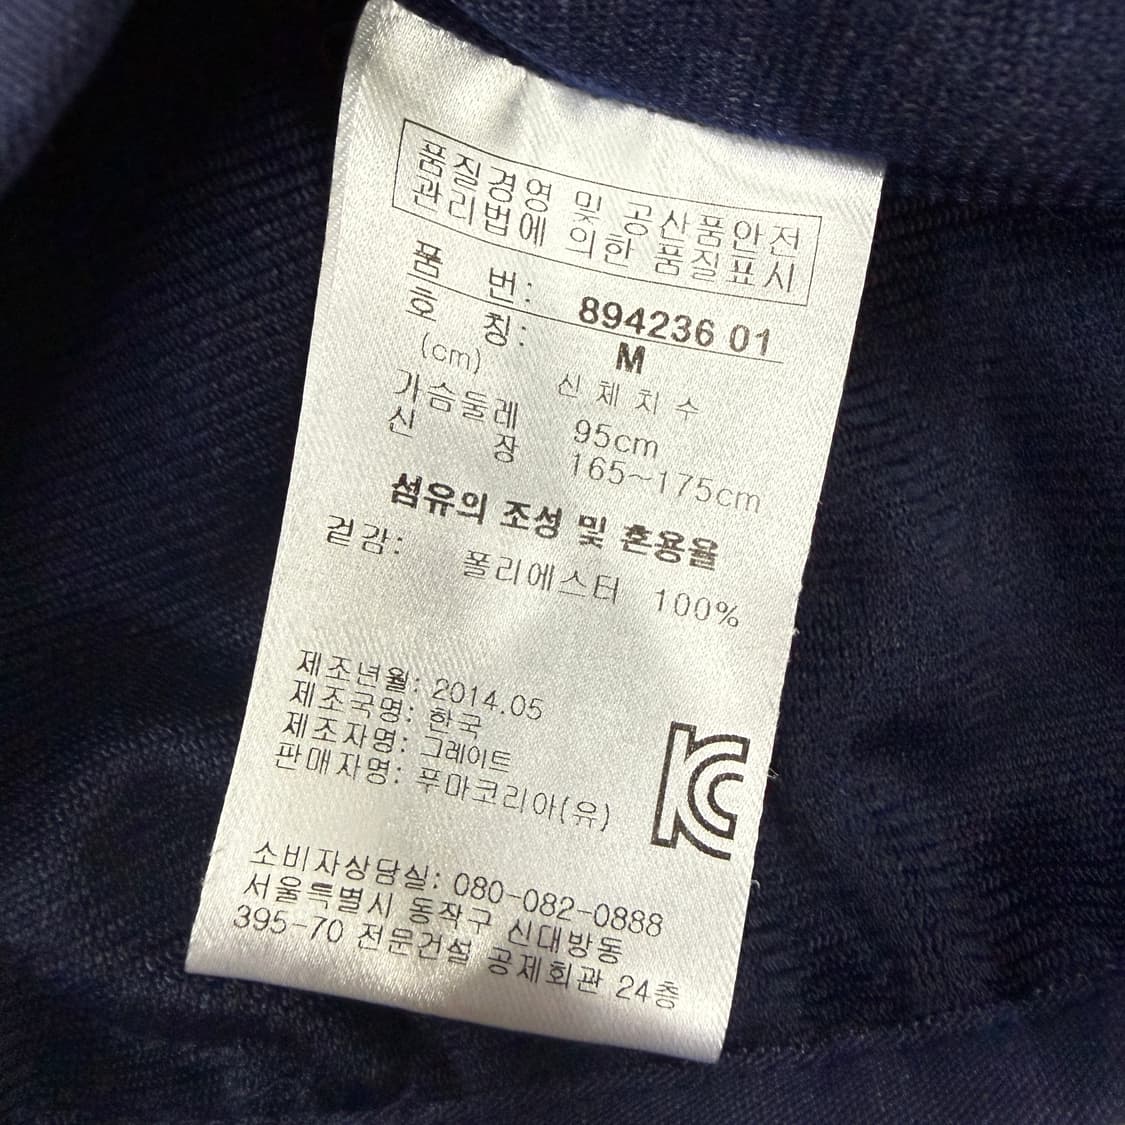 품질경영 및 공산품안전
관리법에 의한 품질표시
품 번: 894236 01
호 칭: M
(cm) 신체치수
가슴둘레 95cm
신 장 165~175cm
섬유의 조성 및 혼용율
겉감: 폴리에스터 100%
제조년월: 2014.05
제조국명: 한국
제조자명: 그레이트
판매자명: 푸마코리아(유)
KC
소비자상담실: 080-082-0888
서울특별시 동작구 신대방동
395-70 전문건설 공제회관 24층